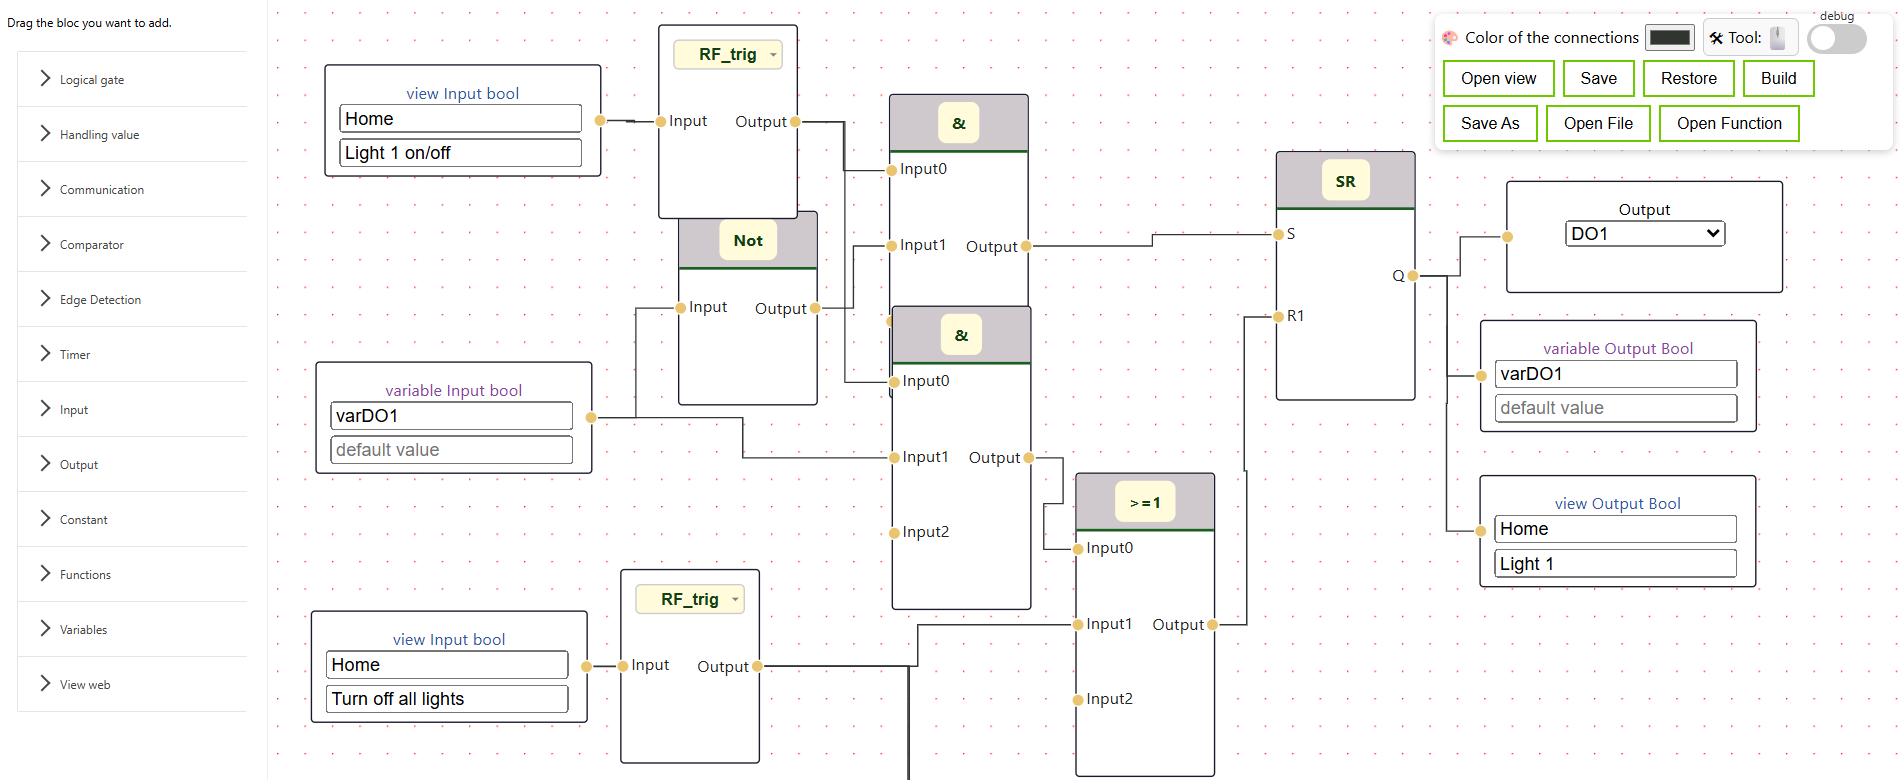 Drag the bloc you want to add.
Logical gate
Handling value
Communication
Comparator
Edge Detection
Timer
Input
Output
Constant
Functions
Variables
View web
debug
Color of the connections
Tool:
Open view
Save
Restore
Build
Save As
Open File
Open Function
view Input bool
Home
Light 1 on/off
RF_trig
Input
Output
&
Input0
Input1
Output
Not
Input
Output
variable Input bool
varDO1
default value
&
Input0
Input1
Output
Input2
SR
S
Q
R1
Output
DO1
variable Output Bool
varDO1
default value
view Output Bool
Home
Light 1
>=1
Input0
Input1
Output
Input2
view Input bool
Home
Turn off all lights
RF_trig
Input
Output